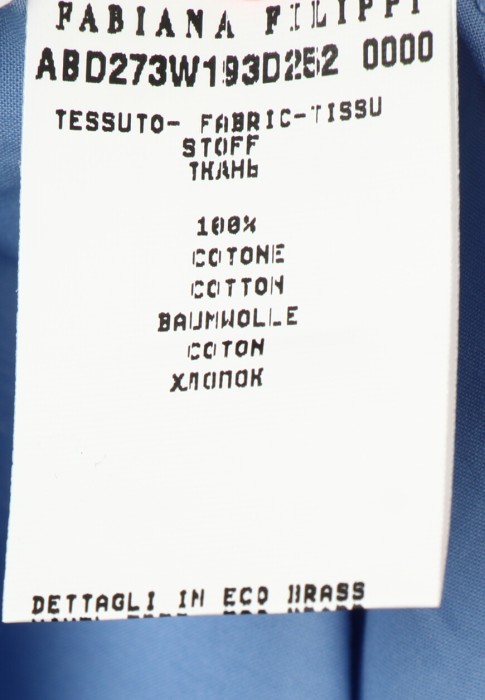 FABIANA FILIPPI
ABD273W193D252 0000
TESSUTO- FABRIC-TISSU
STOFF
ТКАНЬ
100%
COTONE
COTTON
BAUMWOLLE
COTON
ХЛОПОК
DETTAGLI IN ECO BRASS